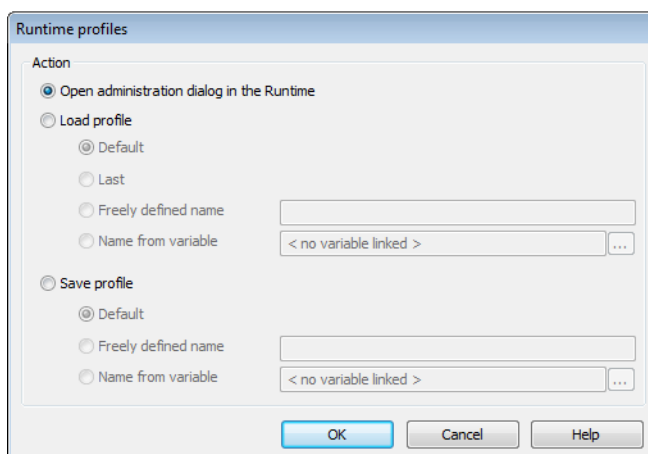 Runtime profiles
Action
Open administration dialog in the Runtime
Load profile
Default
Last
Freely defined name
Name from variable < no variable linked > ...
Save profile
Default
Freely defined name
Name from variable < no variable linked > ...
OK Cancel Help